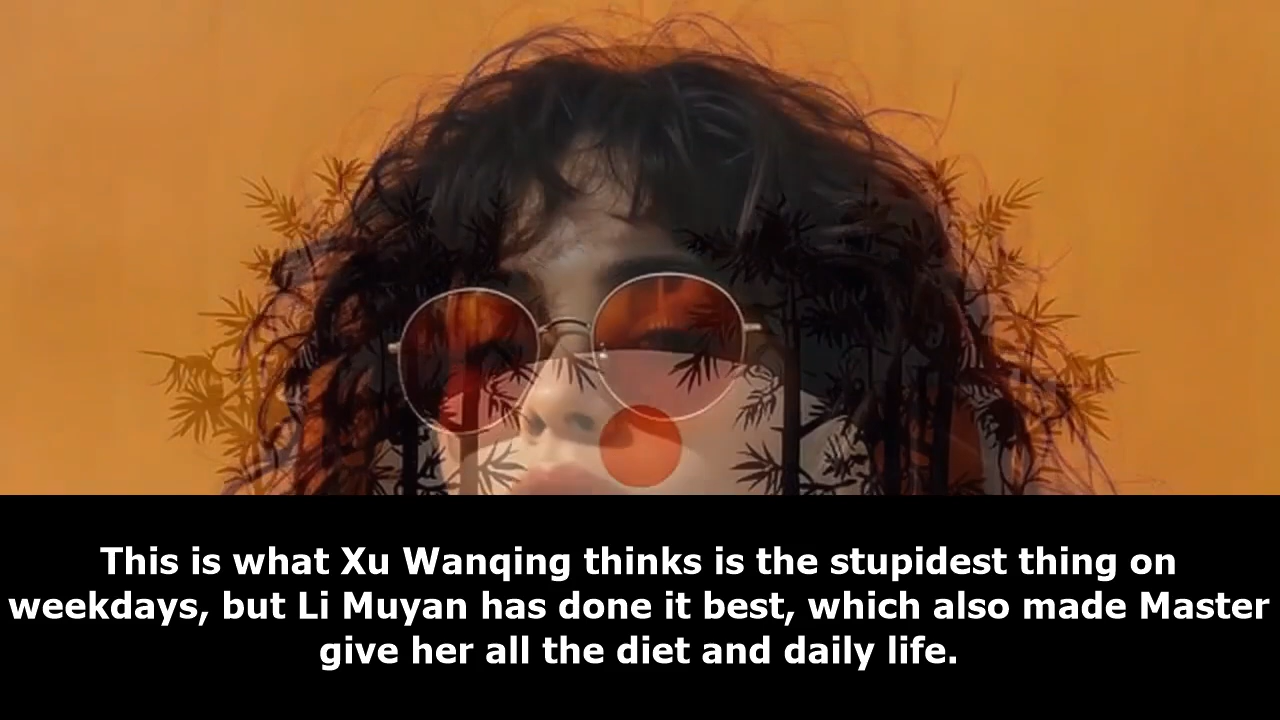 This is what Xu Wanqing thinks is the stupidest thing on
weekdays, but Li Muyan has done it best, which also made Master
give her all the diet and daily life.